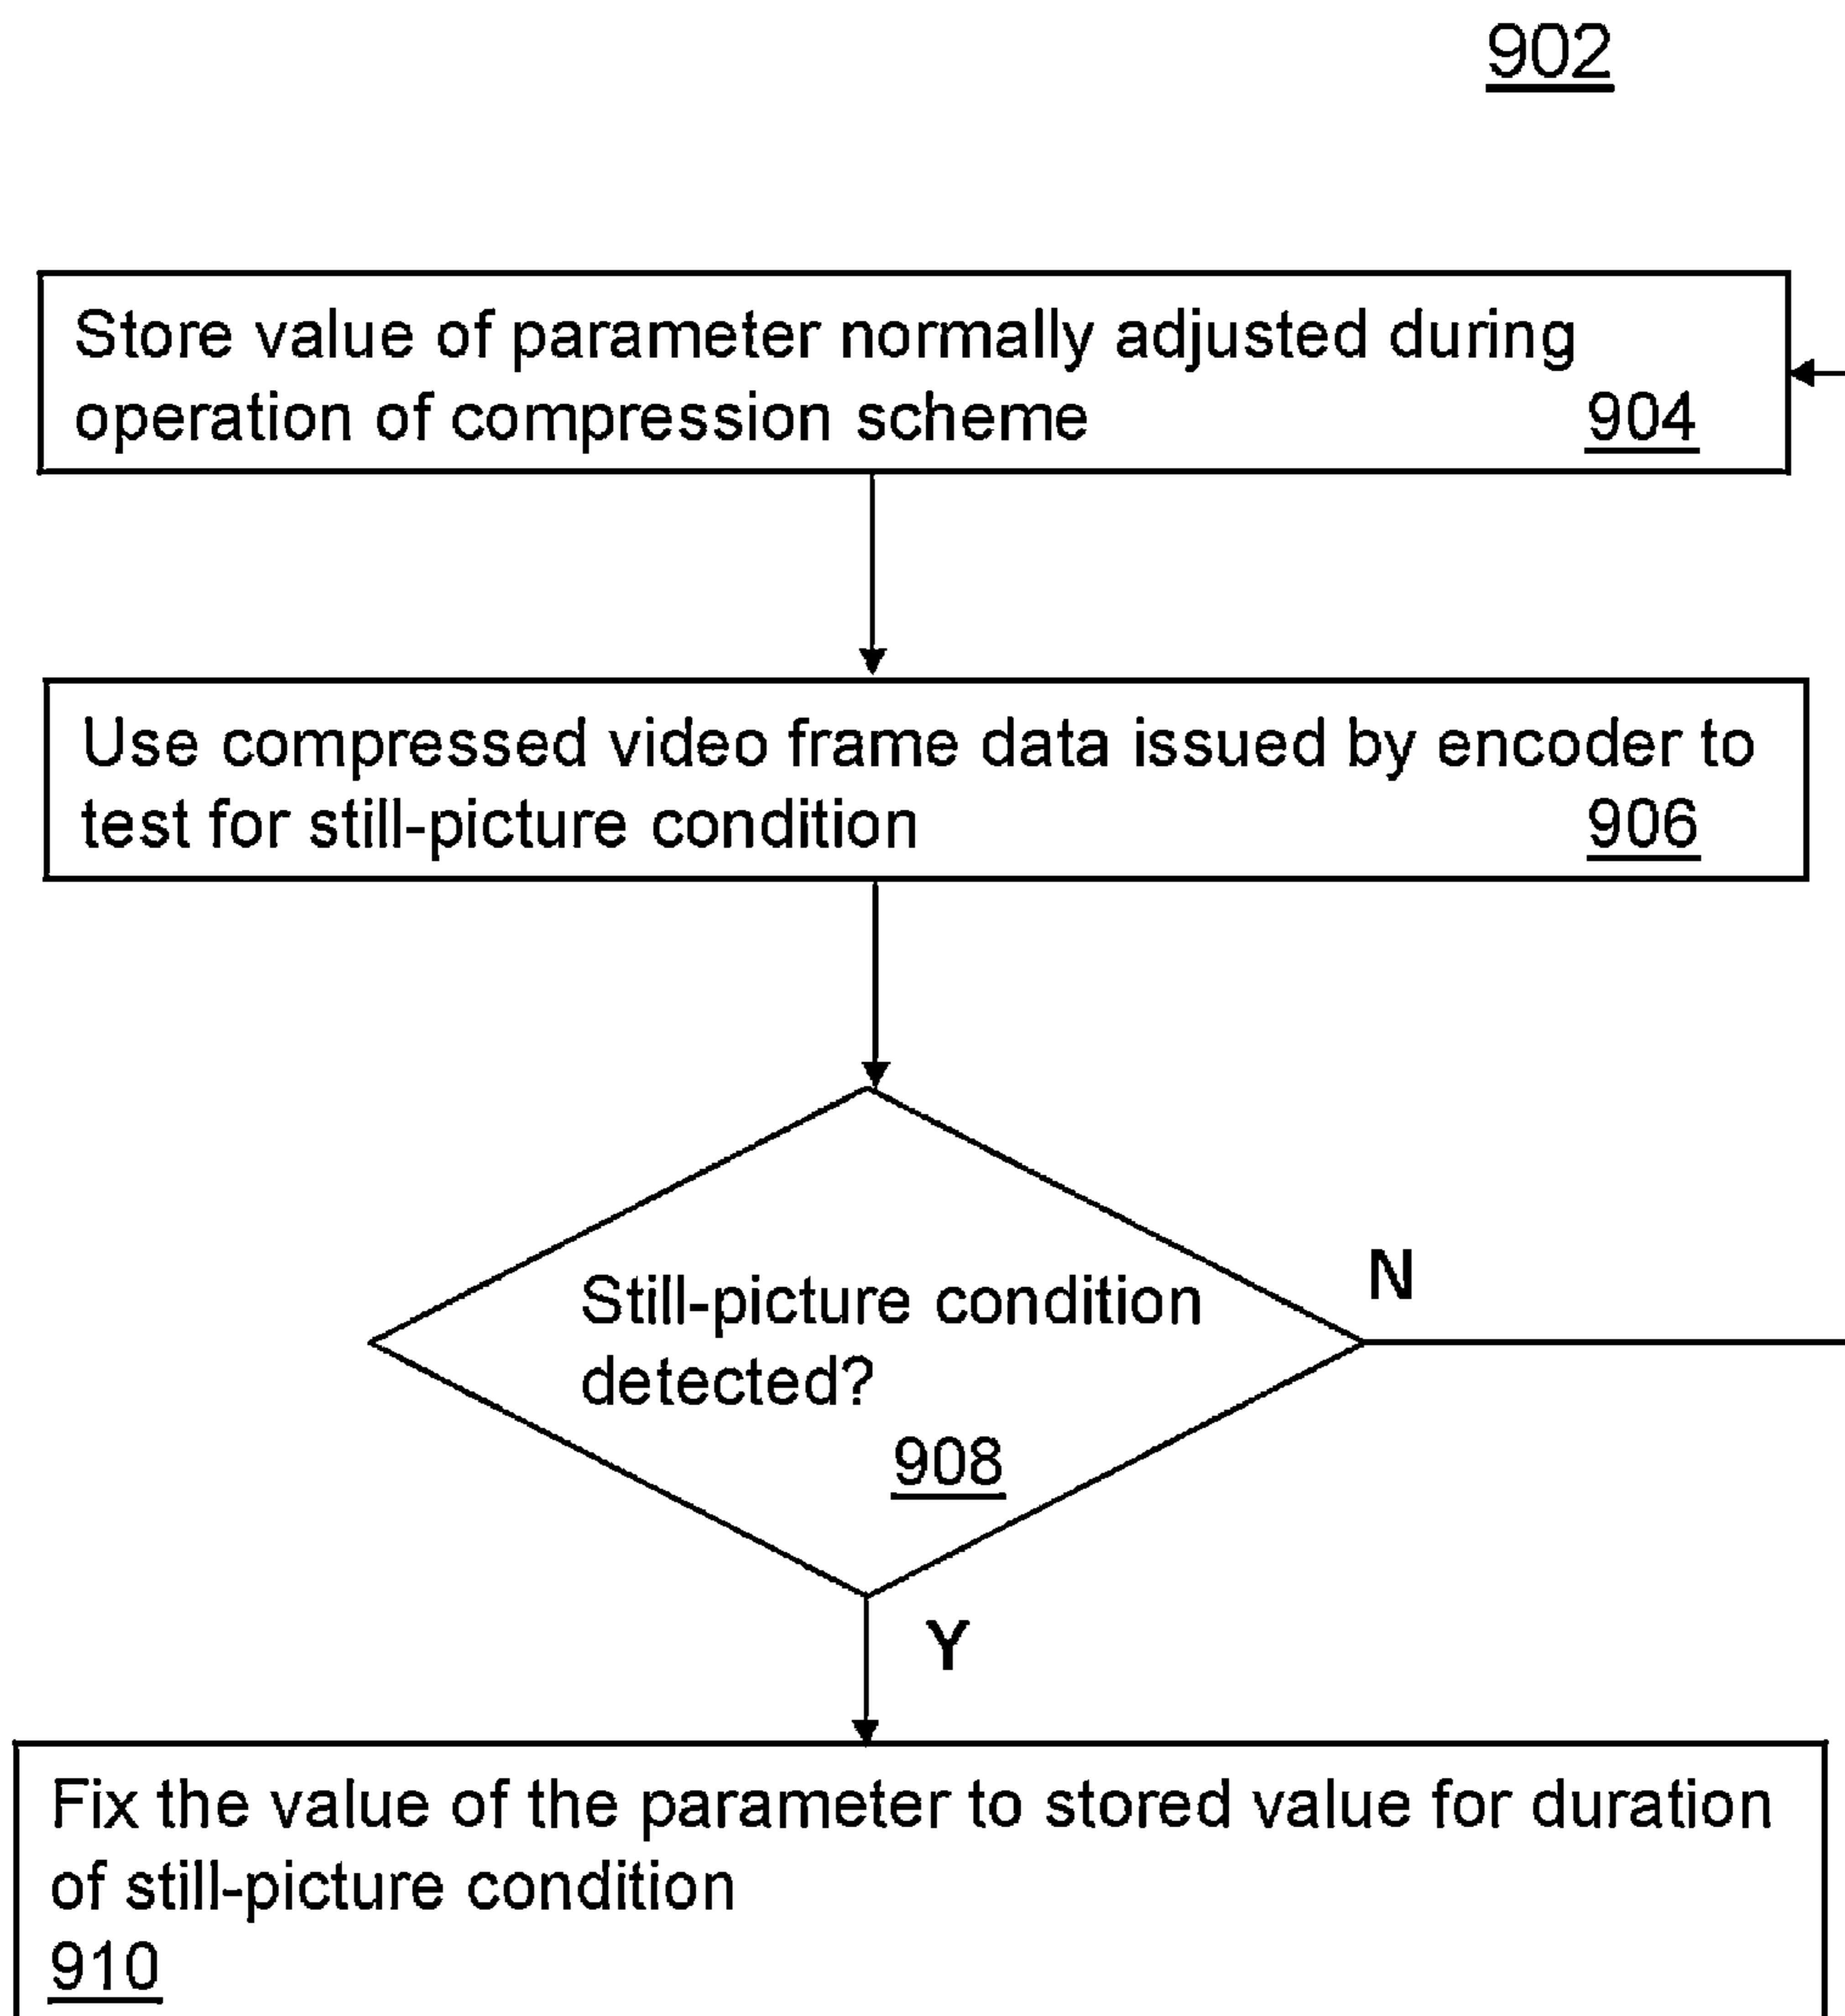 902
Store value of parameter normally adjusted during
operation of compression scheme 904
Use compressed video frame data issued by encoder to
test for still-picture condition 906
Still-picture condition
detected?
908
N
Y
Fix the value of the parameter to stored value for duration
of still-picture condition
910